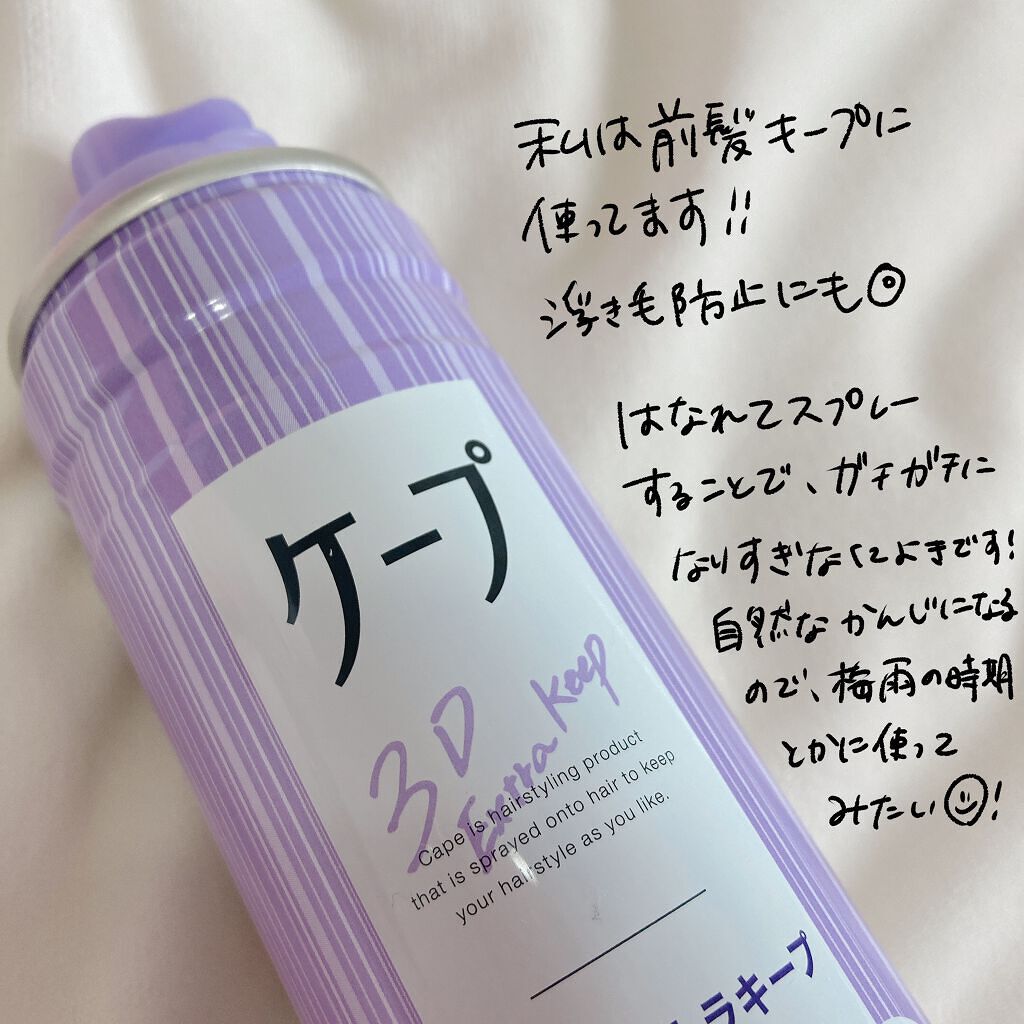 私は前髪キープに
使ってます!!
浮き毛防止にも◎
はなれてスプレー
することで、ガチガチに
なりすぎなくてよきです!
自然なかんじになる
ので、梅雨の時期
とかに使って
みたい☺!
ケープ
3D
Extra Keep
Cape is hairstyling product
that is sprayed onto hair to keep
your hairstyle as you like.
ラキープ